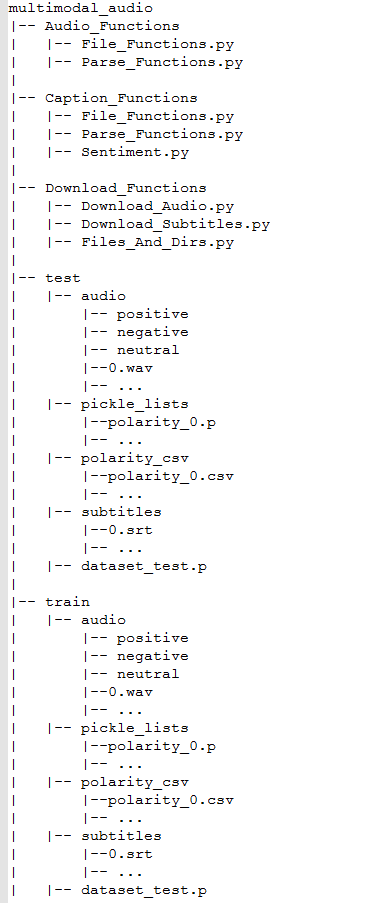 multimodal_audio
|-- Audio_Functions
|   |-- File_Functions.py
|   |-- Parse_Functions.py
|
|-- Caption_Functions
|   |-- File_Functions.py
|   |-- Parse_Functions.py
|   |-- Sentiment.py
|
|-- Download_Functions
|   |-- Download_Audio.py
|   |-- Download_Subtitles.py
|   |-- Files_And_Dirs.py
|
|-- test
|   |-- audio
|       |-- positive
|       |-- negative
|       |-- neutral
|       |--0.wav
|       |-- ...
|   |-- pickle_lists
|       |--polarity_0.p
|       |-- ...
|   |-- polarity_csv
|       |--polarity_0.csv
|       |-- ...
|   |-- subtitles
|       |--0.srt
|       |-- ...
|   |-- dataset_test.p
|
|-- train
|   |-- audio
|       |-- positive
|       |-- negative
|       |-- neutral
|       |--0.wav
|       |-- ...
|   |-- pickle_lists
|       |--polarity_0.p
|       |-- ...
|   |-- polarity_csv
|       |--polarity_0.csv
|       |-- ...
|   |-- subtitles
|       |--0.srt
|       |-- ...
|   |-- dataset_test.p